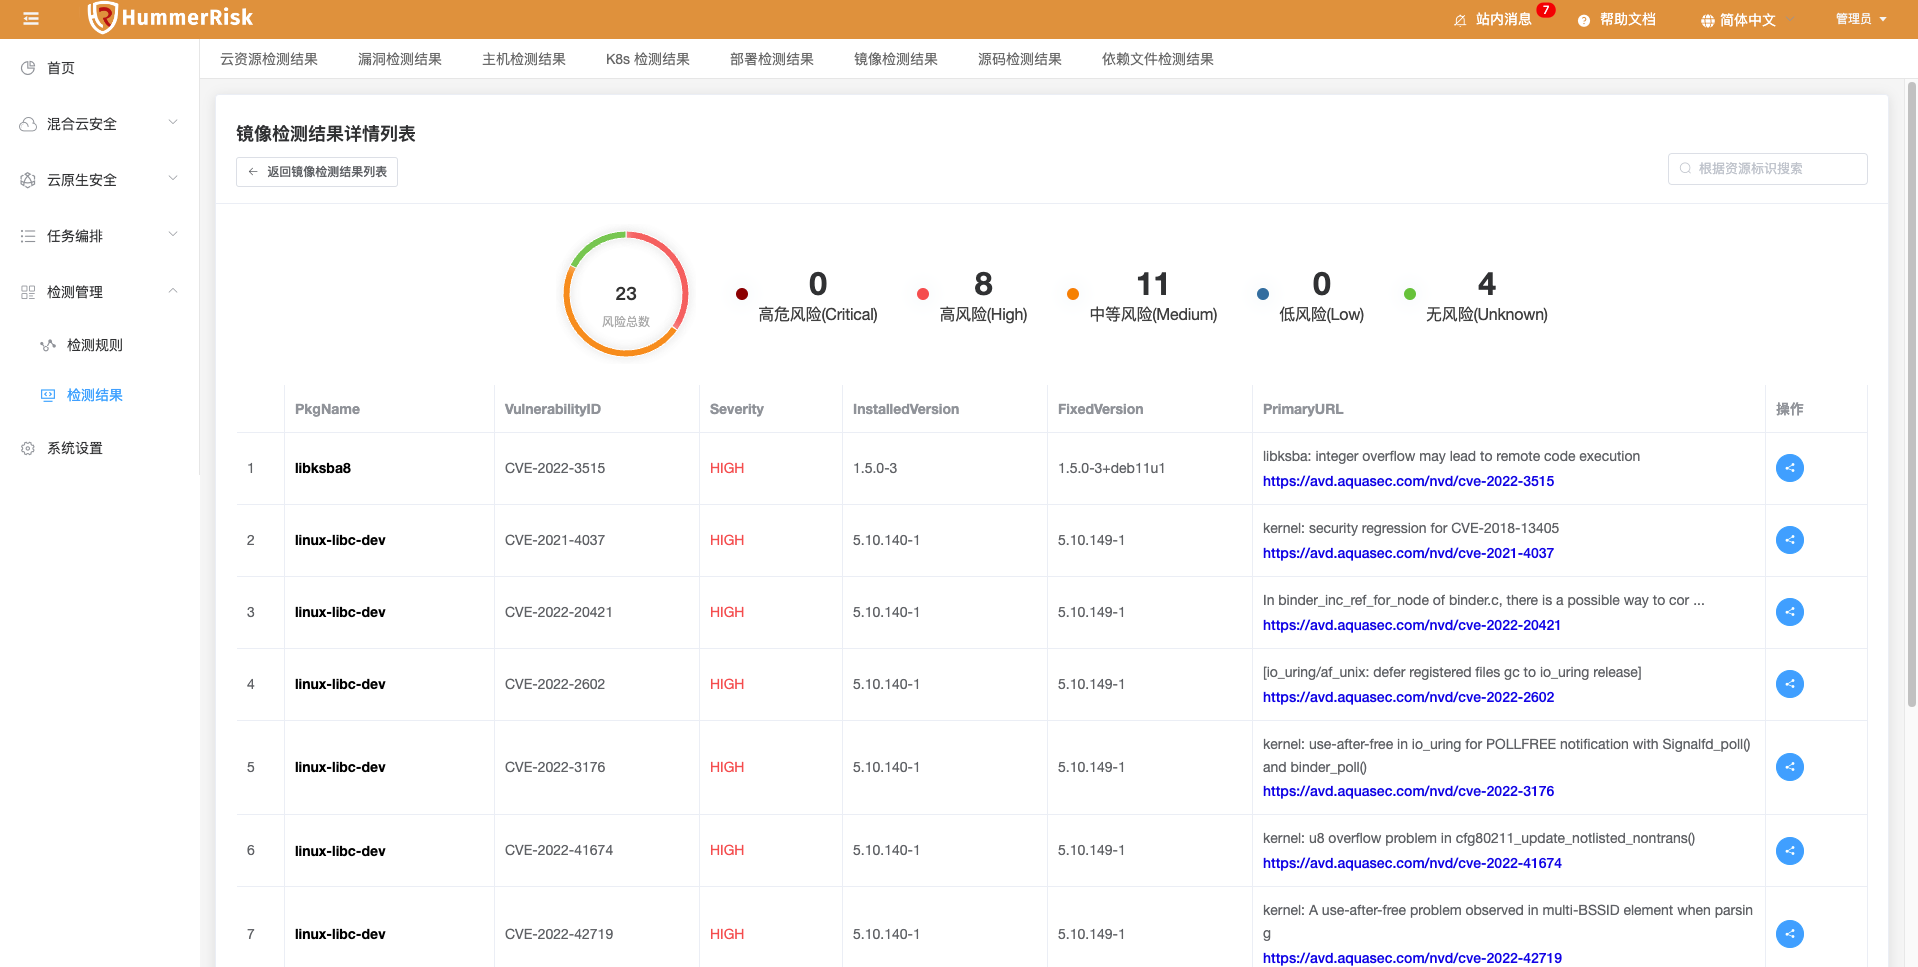 HummerRisk
站内消息 7 帮助文档 简体中文 管理员
首页
混合云安全
云原生安全
任务编排
检测管理
检测规则
检测结果
系统设置
云资源检测结果 漏洞检测结果 主机检测结果 K8s 检测结果 部署检测结果 镜像检测结果 源码检测结果 依赖文件检测结果
镜像检测结果详情列表
返回镜像检测结果列表
根据资源标识搜索
23
风险总数
0
高危风险(Critical)
8
高风险(High)
11
中等风险(Medium)
0
低风险(Low)
4
无风险(Unknown)
PkgName VulnerabilityID Severity InstalledVersion FixedVersion PrimaryURL 操作
1 libksba8 CVE-2022-3515 HIGH 1.5.0-3 1.5.0-3+deb11u1 libksba: integer overflow may lead to remote code execution
https://avd.aquasec.com/nvd/cve-2022-3515
2 linux-libc-dev CVE-2021-4037 HIGH 5.10.140-1 5.10.149-1 kernel: security regression for CVE-2018-13405
https://avd.aquasec.com/nvd/cve-2021-4037
3 linux-libc-dev CVE-2022-20421 HIGH 5.10.140-1 5.10.149-1 In binder_inc_ref_for_node of binder.c, there is a possible way to cor ...
https://avd.aquasec.com/nvd/cve-2022-20421
4 linux-libc-dev CVE-2022-2602 HIGH 5.10.140-1 5.10.149-1 [io_uring/af_unix: defer registered files gc to io_uring release]
https://avd.aquasec.com/nvd/cve-2022-2602
5 linux-libc-dev CVE-2022-3176 HIGH 5.10.140-1 5.10.149-1 kernel: use-after-free in io_uring for POLLFREE notification with Signalfd_poll()
and binder_poll()
https://avd.aquasec.com/nvd/cve-2022-3176
6 linux-libc-dev CVE-2022-41674 HIGH 5.10.140-1 5.10.149-1 kernel: u8 overflow problem in cfg80211_update_notlisted_nontrans()
https://avd.aquasec.com/nvd/cve-2022-41674
7 linux-libc-dev CVE-2022-42719 HIGH 5.10.140-1 5.10.149-1 kernel: A use-after-free problem observed in multi-BSSID element when parsin
g
https://avd.aquasec.com/nvd/cve-2022-42719